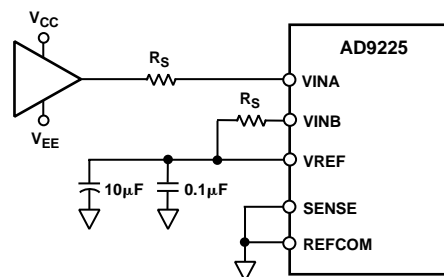 VCC
AD9225
RS
VINA
RS
VINB
VEE
VREF
10µF
0.1µF
SENSE
REFCOM